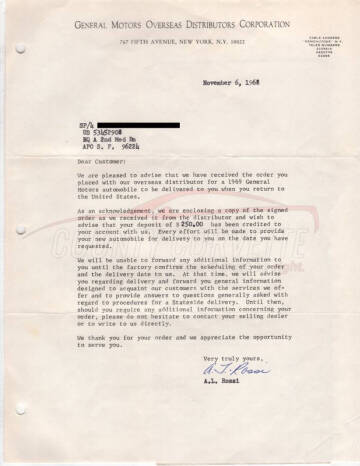 GENERAL MOTORS OVERSEAS DISTRIBUTORS CORPORATION
767 FIFTH AVENUE, NEW YORK, N.Y. 10022
CABLE ADDRESS
November 6, 1968
SP/4
US 53452908
HQ A 2nd Med Bn
APO S. F. 96224
Dear Customer:
We are pleased to advise that we have received the order you
placed with our overseas distributor for a 1969 General
Motors automobile to be delivered to you when you return to
the United States.
As an acknowledgement, we are enclosing a copy of the signed
order as we received it from the distributor and wish to
advise that your deposit of $ 250.00 has been credited to
your account with us. Every effort will be made to provide
your new automobile for delivery to you on the date you have
requested.
We will be unable to forward any additional information to
you until the factory confirms the scheduling of your order
and the delivery date to us. At that time, we will advise
you regarding delivery and forward you general information
designed to acquaint our customers with the services we of-
fer and to provide answers to questions generally asked with
regard to procedures for a Stateside delivery. Until then,
should you require any additional information concerning your
order, please do not hesitate to contact your selling dealer
or to write to us directly.
We thank you for your order and we appreciate the opportunity
to serve you.
Very truly yours,
A.L. Rossi
A.L. Rossi